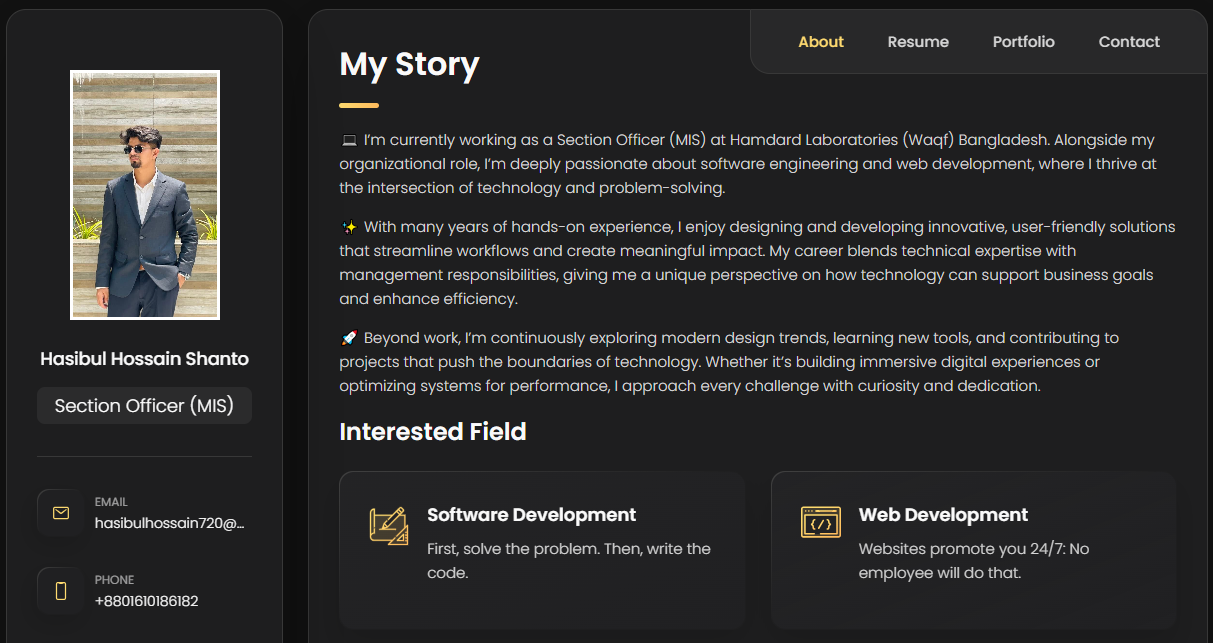 Hasibul Hossain Shanto
Section Officer (MIS)
EMAIL
hasibulhossain720@...
PHONE
+8801610186182
About
Resume
Portfolio
Contact
My Story
💻 I’m currently working as a Section Officer (MIS) at Hamdard Laboratories (Waqf) Bangladesh. Alongside my
organizational role, I’m deeply passionate about software engineering and web development, where I thrive at
the intersection of technology and problem-solving.
✨ With many years of hands-on experience, I enjoy designing and developing innovative, user-friendly solutions
that streamline workflows and create meaningful impact. My career blends technical expertise with
management responsibilities, giving me a unique perspective on how technology can support business goals
and enhance efficiency.
🚀 Beyond work, I’m continuously exploring modern design trends, learning new tools, and contributing to
projects that push the boundaries of technology. Whether it’s building immersive digital experiences or
optimizing systems for performance, I approach every challenge with curiosity and dedication.
Interested Field
Software Development
First, solve the problem. Then, write the
code.
Web Development
Websites promote you 24/7: No
employee will do that.